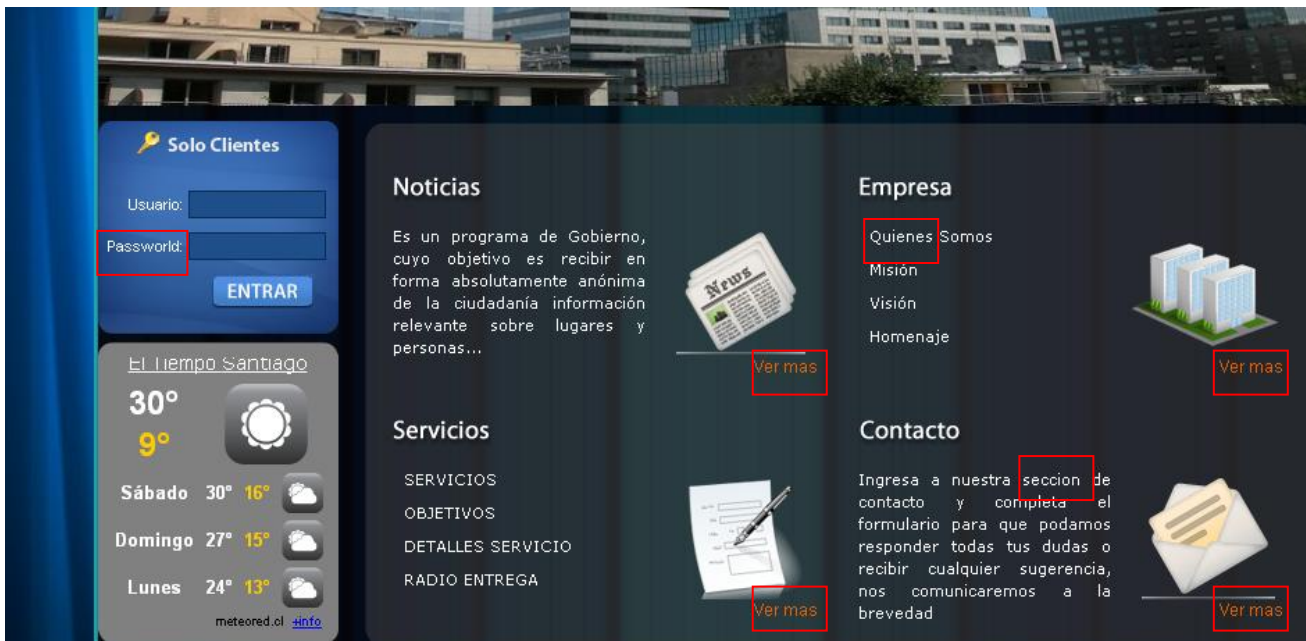 Solo Clientes
Usuario:
Passworld:
ENTRAR
El Tiempo Santiago
30°
9°
Sábado 30° 16°
Domingo 27° 15°
Lunes 24° 13°
meteored.cl +info
Noticias
Es un programa de Gobierno,
cuyo objetivo es recibir en
forma absolutamente anónima
de la ciudadanía información
relevante sobre lugares y
personas...
News
Ver mas
Empresa
Quienes Somos
Misión
Visión
Homenaje
Ver mas
Servicios
SERVICIOS
OBJETIVOS
DETALLES SERVICIO
RADIO ENTREGA
Ver mas
Contacto
Ingresa a nuestra seccion de
contacto y completa el
formulario para que podamos
responder todas tus dudas o
recibir cualquier sugerencia,
nos comunicaremos a la
brevedad
Ver mas